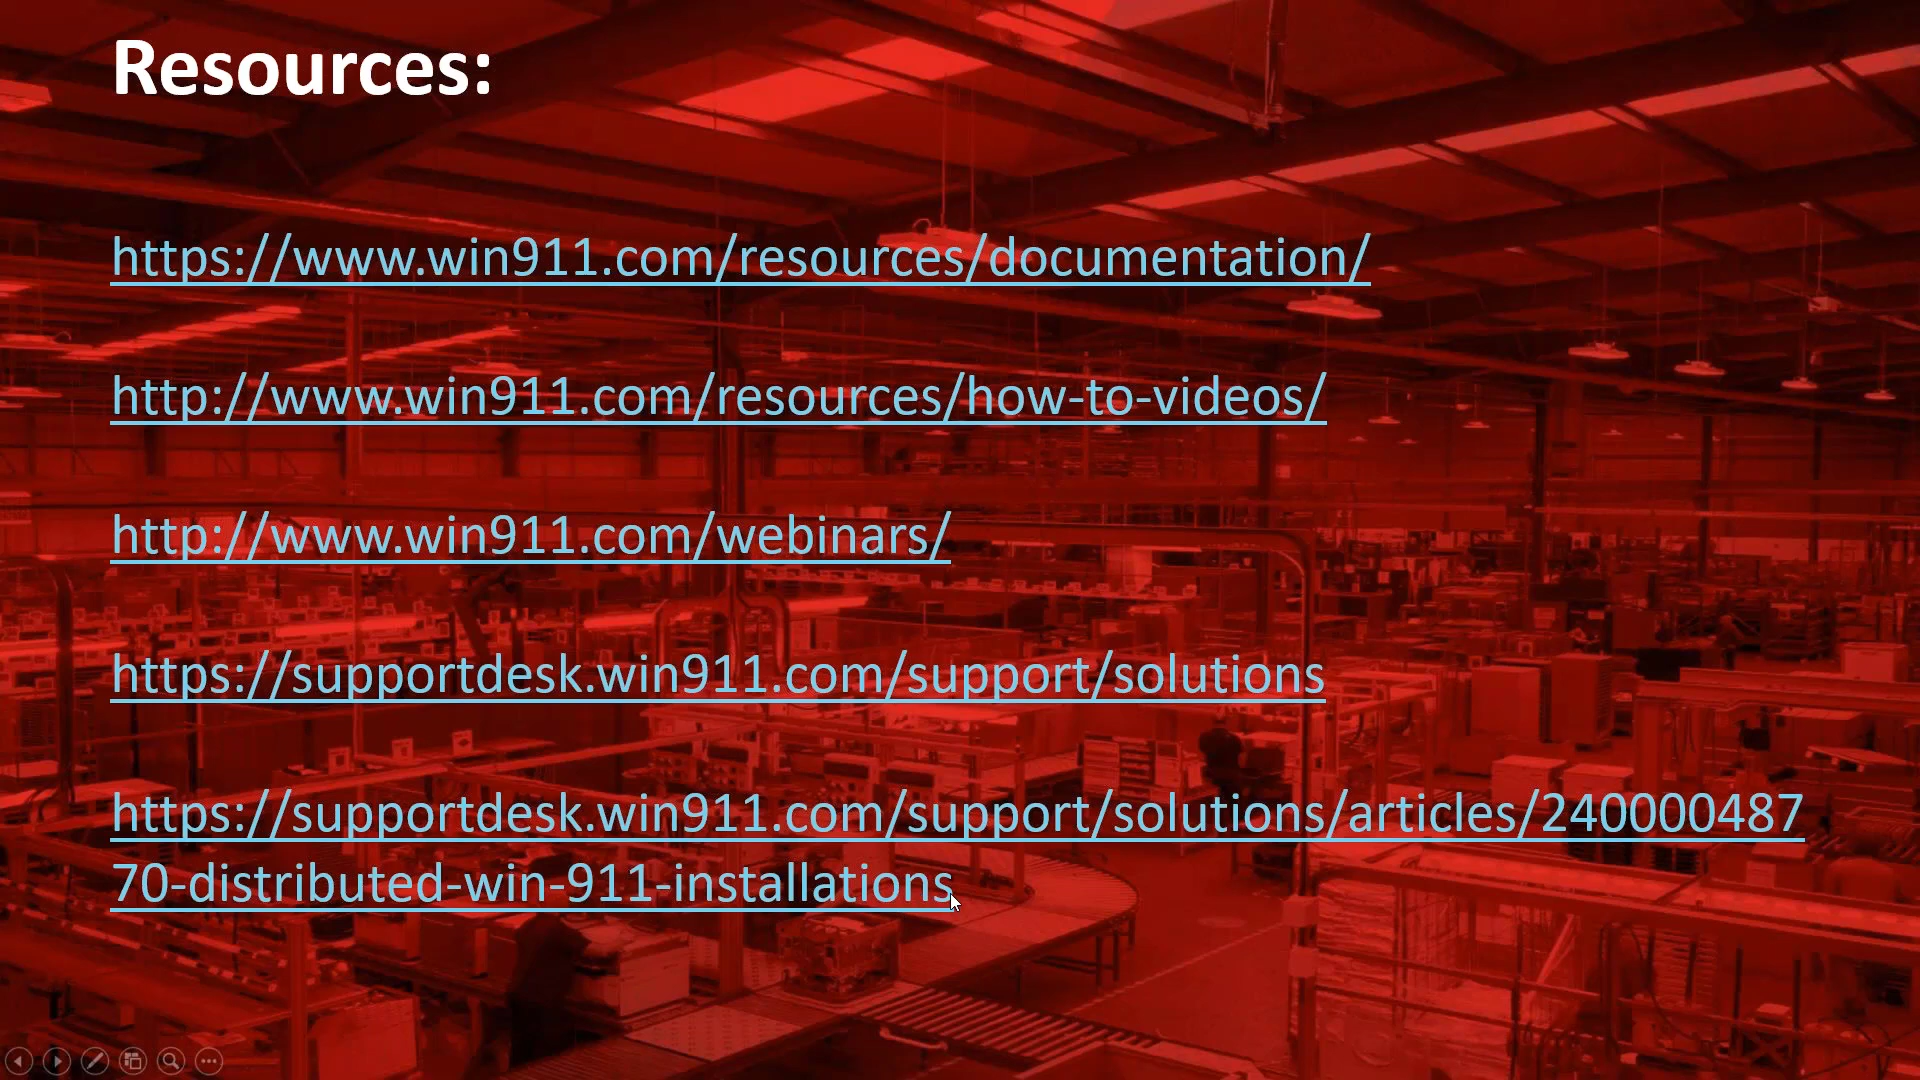 Resources:
https://www.win911.com/resources/documentation/
http://www.win911.com/resources/how-to-videos/
http://www.win911.com/webinars/
https://supportdesk.win911.com/support/solutions
https://supportdesk.win911.com/support/solutions/articles/240000487
70-distributed-win-911-installations